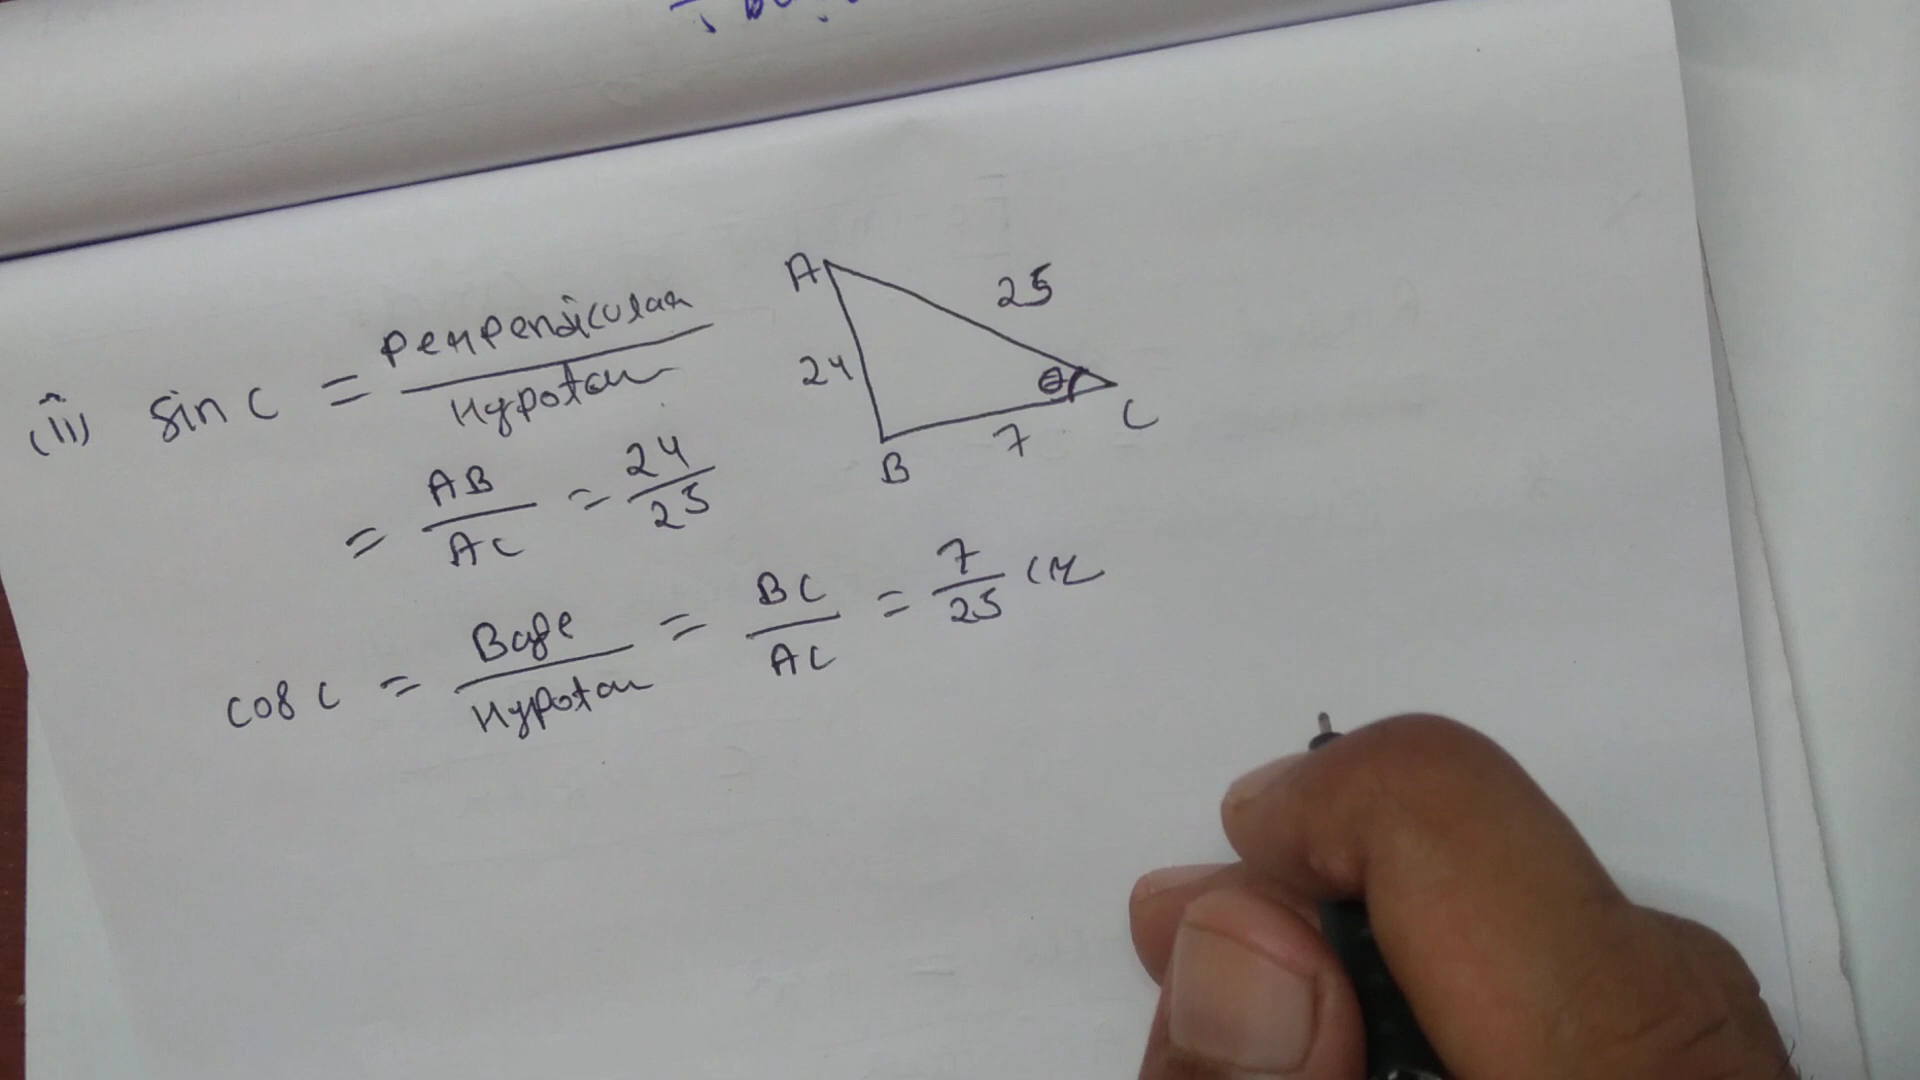 (ii) sin C = Perpendicular / Hypoten
= AB / AC = 24 / 25
cos C = Base / Hypoten = BC / AC = 7 / 25 cm
A
25
24
θ
C
7
B